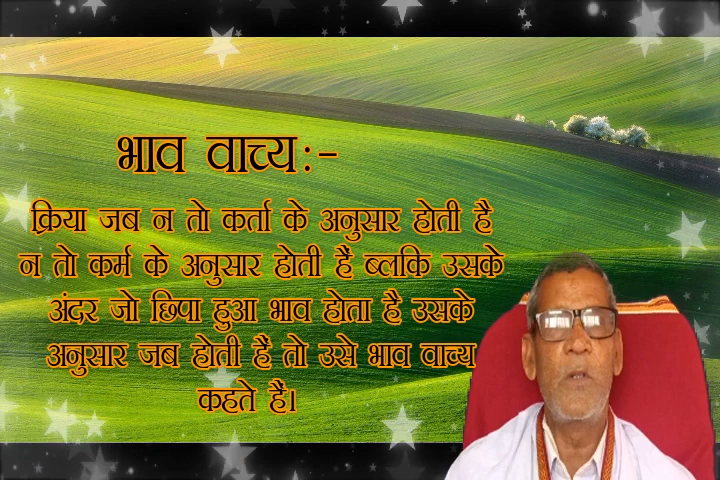 भाव वाच्य:-
क्रिया जब न तो कर्ता के अनुसार होती है
न तो कर्म के अनुसार होती हैं ब्लकि उसके
अंदर जो छिपा हुआ भाव होता है उसके
अनुसार जब होती हैं तो उसे भाव वाच्य
कहते हैं।